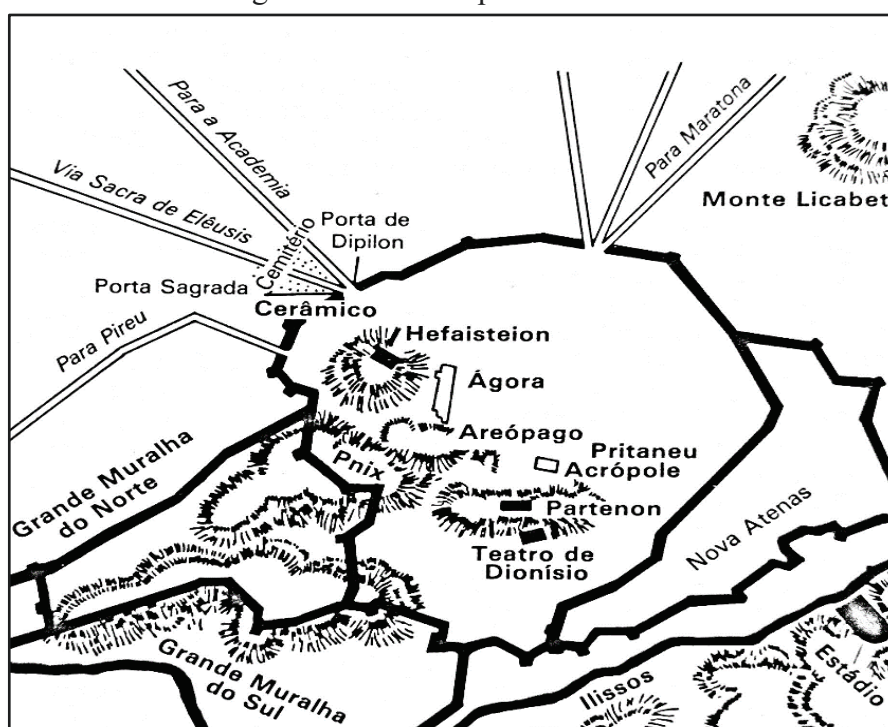 Para a Academia
Para Maratona
Monte Licabet
Via Sacra de Elêusis
Cemitério
Porta de
Dipilon
Porta Sagrada
Cerâmico
Para Pireu
Hefaisteion
Ágora
Areópago
Pnix
Pritaneu
Acrópole
Grande Muralha
do Norte
Partenon
Teatro de
Dionísio
Nova Atenas
Grande Muralha
do Sul
Ilissos
Estádio